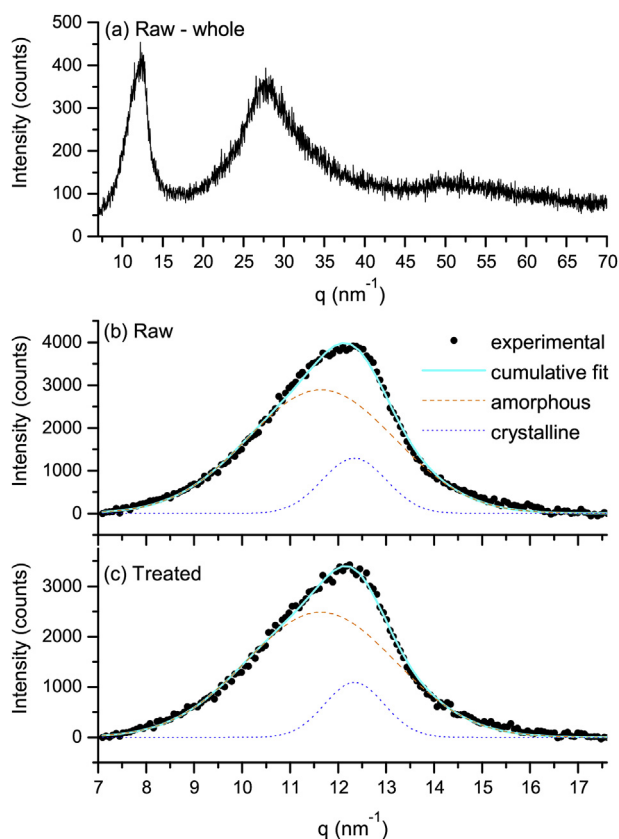 (a) Raw - whole
Intensity (counts)
500
400
300
200
100
0
10 15 20 25 30 35 40 45 50 55 60 65 70
q (nm⁻¹)
(b) Raw
Intensity (counts)
4000
3000
2000
1000
0
experimental
cumulative fit
amorphous
crystalline
(c) Treated
Intensity (counts)
3000
2000
1000
0
7 8 9 10 11 12 13 14 15 16 17
q (nm⁻¹)